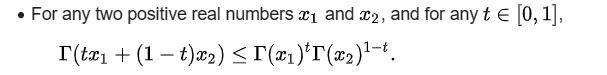 • For any two positive real numbers x₁ and x₂, and for any t ∈ [0, 1],
Γ(tx₁ + (1 − t)x₂) ≤ Γ(x₁)ᵗΓ(x₂)¹⁻ᵗ.